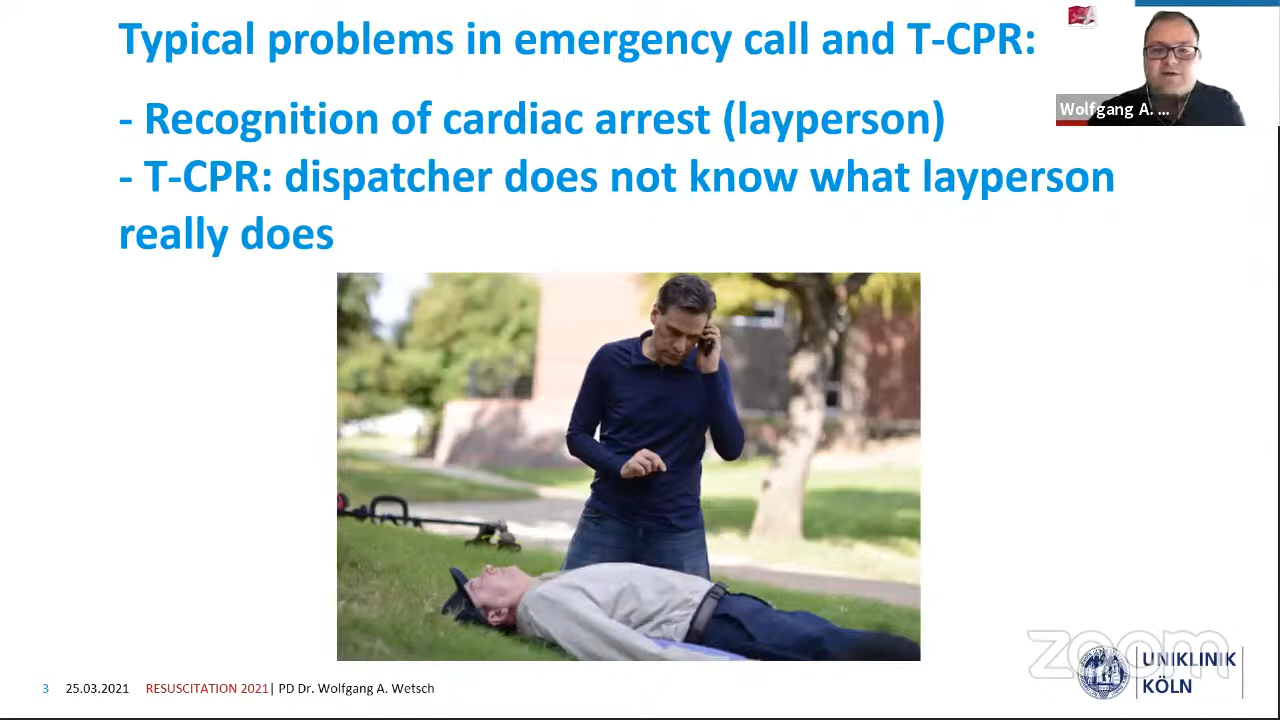 Typical problems in emergency call and T-CPR:
- Recognition of cardiac arrest (layperson)
- T-CPR: dispatcher does not know what layperson
really does
Wolfgang A. ...
zoom
UNIKLINIK
KÖLN
3 25.03.2021 RESUSCITATION 2021| PD Dr. Wolfgang A. Wetsch